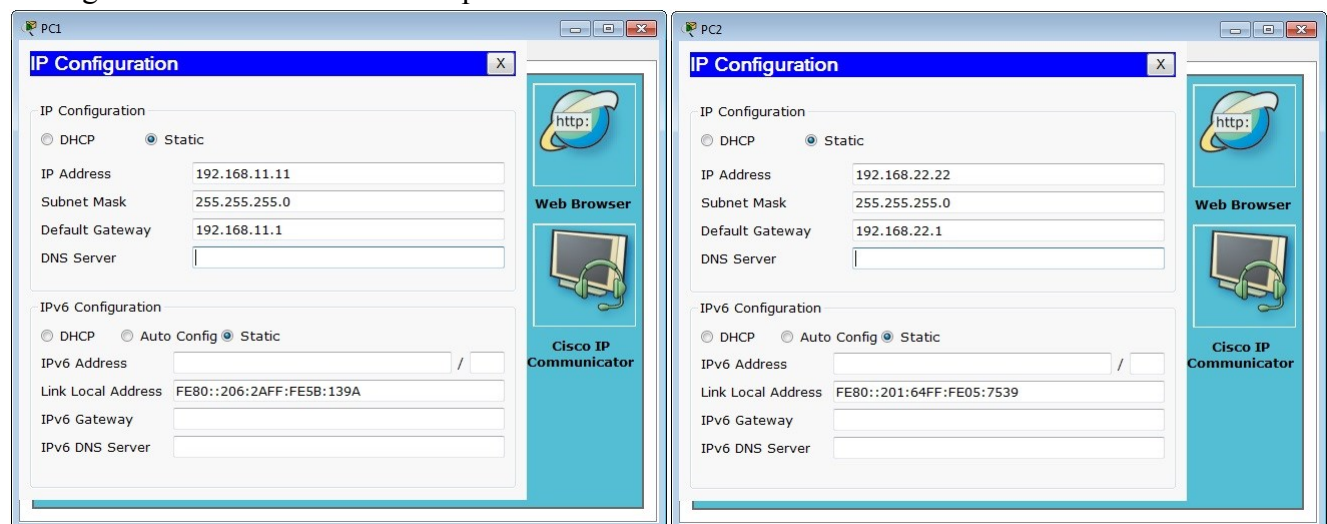 PC1
IP Configuration X
IP Configuration
DHCP Static
IP Address 192.168.11.11
Subnet Mask 255.255.255.0
Default Gateway 192.168.11.1
DNS Server
IPv6 Configuration
DHCP Auto Config Static
IPv6 Address /
Link Local Address FE80::206:2AFF:FE5B:139A
IPv6 Gateway
IPv6 DNS Server
http:
Web Browser
Cisco IP
Communicator
PC2
IP Configuration X
IP Configuration
DHCP Static
IP Address 192.168.22.22
Subnet Mask 255.255.255.0
Default Gateway 192.168.22.1
DNS Server
IPv6 Configuration
DHCP Auto Config Static
IPv6 Address /
Link Local Address FE80::201:64FF:FE05:7539
IPv6 Gateway
IPv6 DNS Server
http:
Web Browser
Cisco IP
Communicator